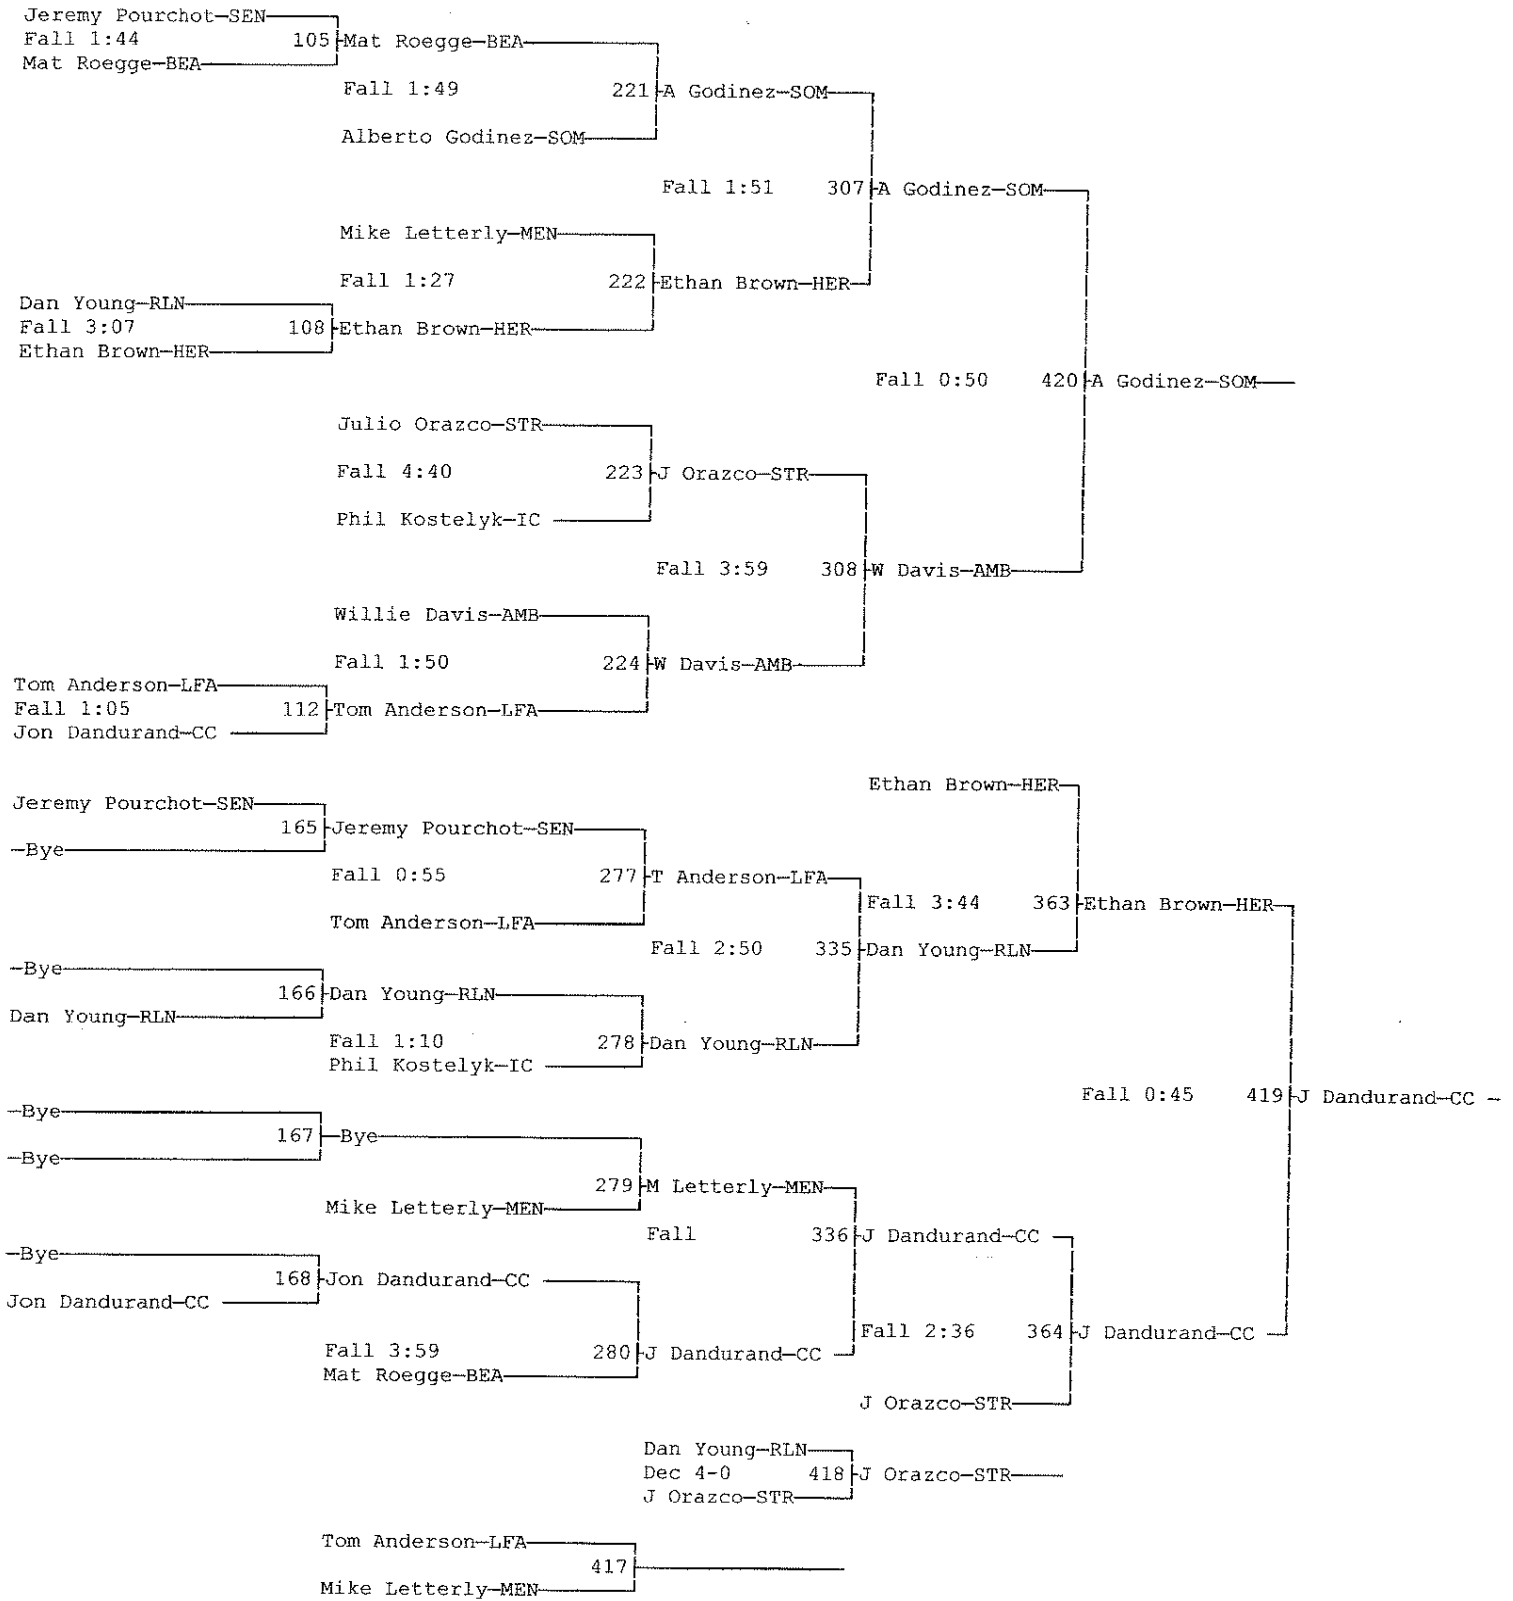 Jeremy Pourchot—SEN
Fall 1:44 105 Mat Roegge—BEA
Mat Roegge—BEA
Fall 1:49 221 A Godinez—SOM
Alberto Godinez—SOM
Fall 1:51 307 A Godinez—SOM
Mike Letterly—MEN
Fall 1:27 222 Ethan Brown—HER
Dan Young—RLN
Fall 3:07 108 Ethan Brown—HER
Ethan Brown—HER
Fall 0:50 420 A Godinez—SOM
Julio Orazco—STR
Fall 4:40 223 J Orazco—STR
Phil Kostelyk—IC
Fall 3:59 308 W Davis—AMB
Willie Davis—AMB
Fall 1:50 224 W Davis—AMB
Tom Anderson—LFA
Fall 1:05 112 Tom Anderson—LFA
Jon Dandurand—CC
Ethan Brown—HER
Jeremy Pourchot—SEN
165 Jeremy Pourchot—SEN
—Bye
Fall 0:55 277 T Anderson—LFA
Fall 3:44 363 Ethan Brown—HER
Tom Anderson—LFA
Fall 2:50 335 Dan Young—RLN
—Bye
166 Dan Young—RLN
Dan Young—RLN
Fall 1:10 278 Dan Young—RLN
Phil Kostelyk—IC
Fall 0:45 419 J Dandurand—CC
—Bye
167 —Bye
—Bye
279 M Letterly—MEN
Mike Letterly—MEN
Fall 336 J Dandurand—CC
—Bye
168 Jon Dandurand—CC
Jon Dandurand—CC
Fall 2:36 364 J Dandurand—CC
Fall 3:59 280 J Dandurand—CC
Mat Roegge—BEA
J Orazco—STR
Dan Young—RLN
Dec 4-0 418 J Orazco—STR
J Orazco—STR
Tom Anderson—LFA
417
Mike Letterly—MEN